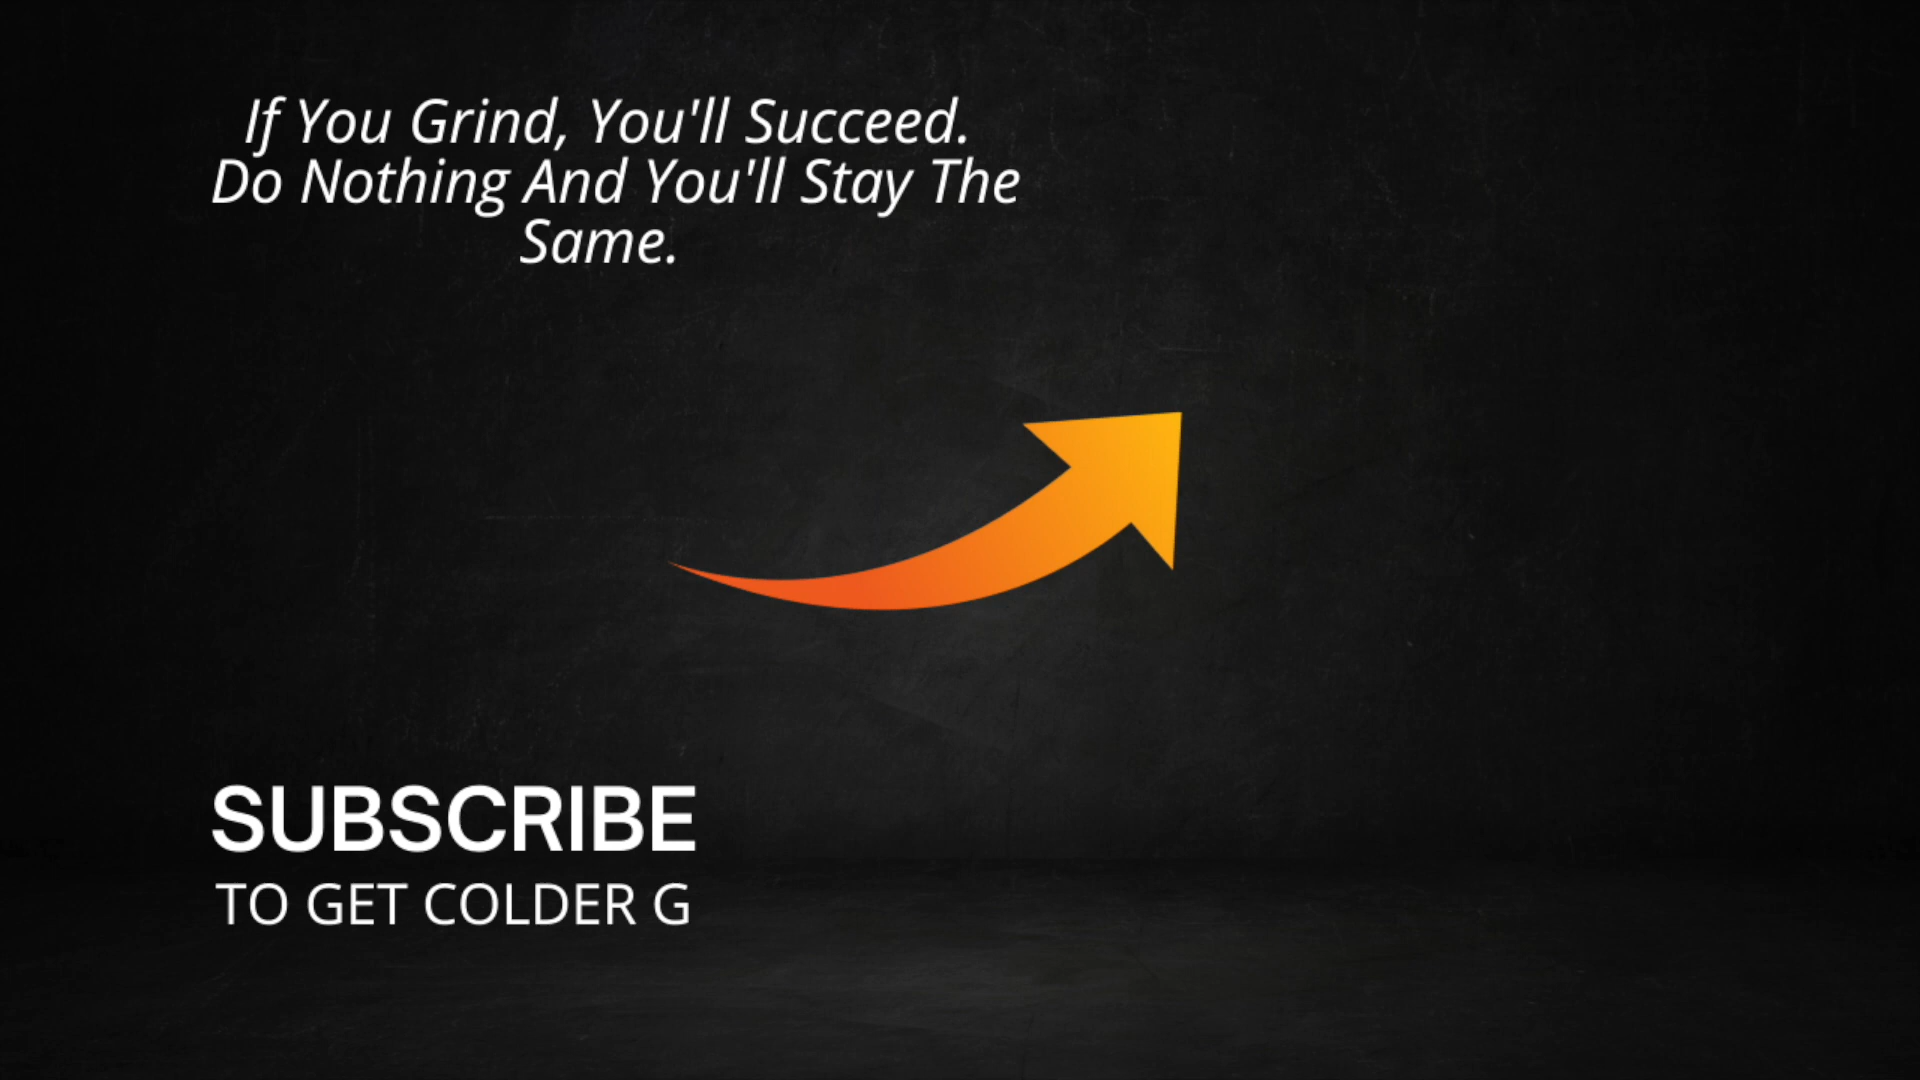 If You Grind, You'll Succeed.
Do Nothing And You'll Stay The
Same.
SUBSCRIBE
TO GET COLDER G